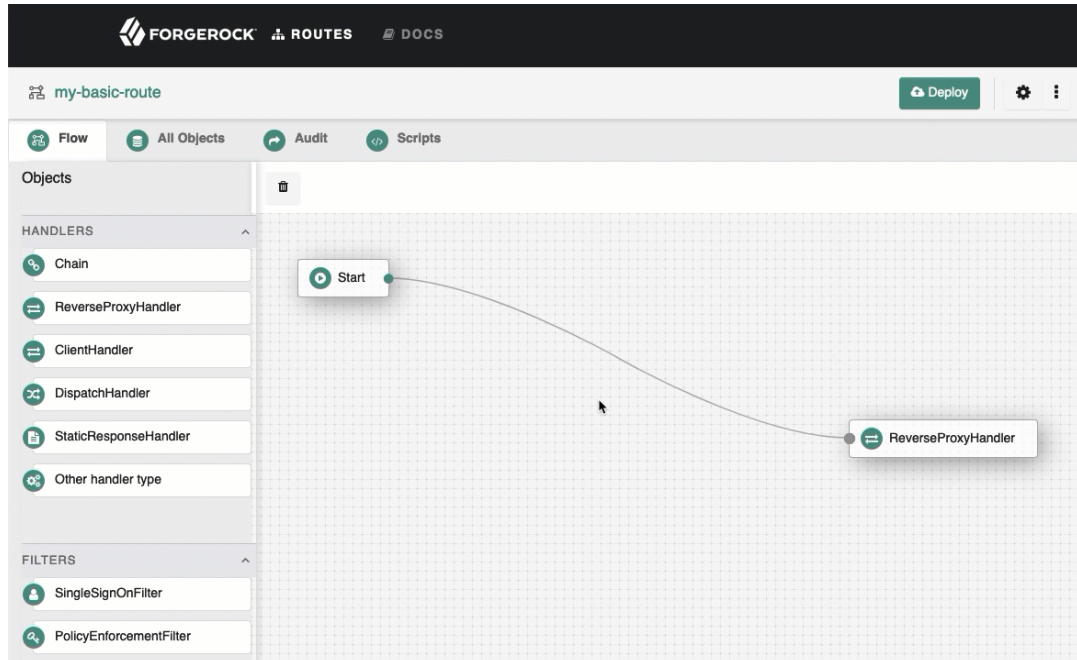 FORGEROCK ROUTES DOCS
my-basic-route Deploy
Flow All Objects Audit Scripts
Objects
HANDLERS
Chain
ReverseProxyHandler
ClientHandler
DispatchHandler
StaticResponseHandler
Other handler type
FILTERS
SingleSignOnFilter
PolicyEnforcementFilter
Start
ReverseProxyHandler